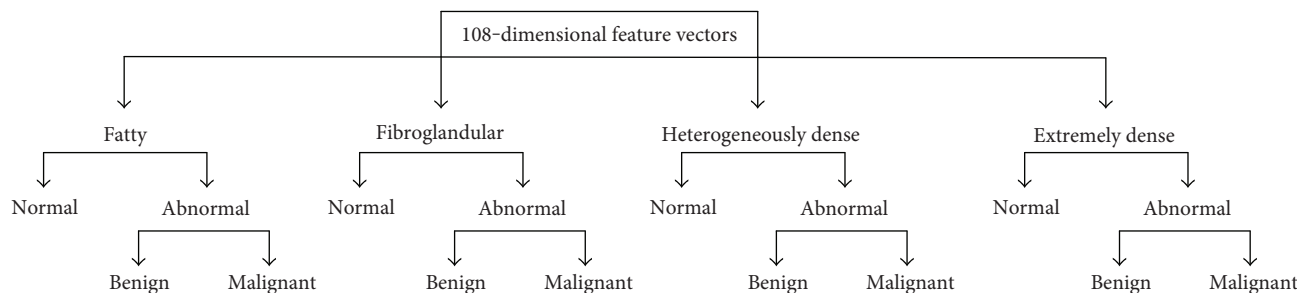 108-dimensional feature vectors
Fatty Fibroglandular Heterogeneously dense Extremely dense
Normal Abnormal Normal Abnormal Normal Abnormal Normal Abnormal
Benign Malignant Benign Malignant Benign Malignant Benign Malignant